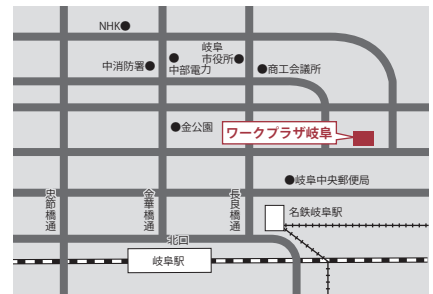 NHK
岐阜
市役所
中消防署
中部電力
商工会議所
金公園
ワークプラザ岐阜
岐阜中央郵便局
忠節橋通
金華橋通
長良橋通
名鉄岐阜駅
北口
岐阜駅